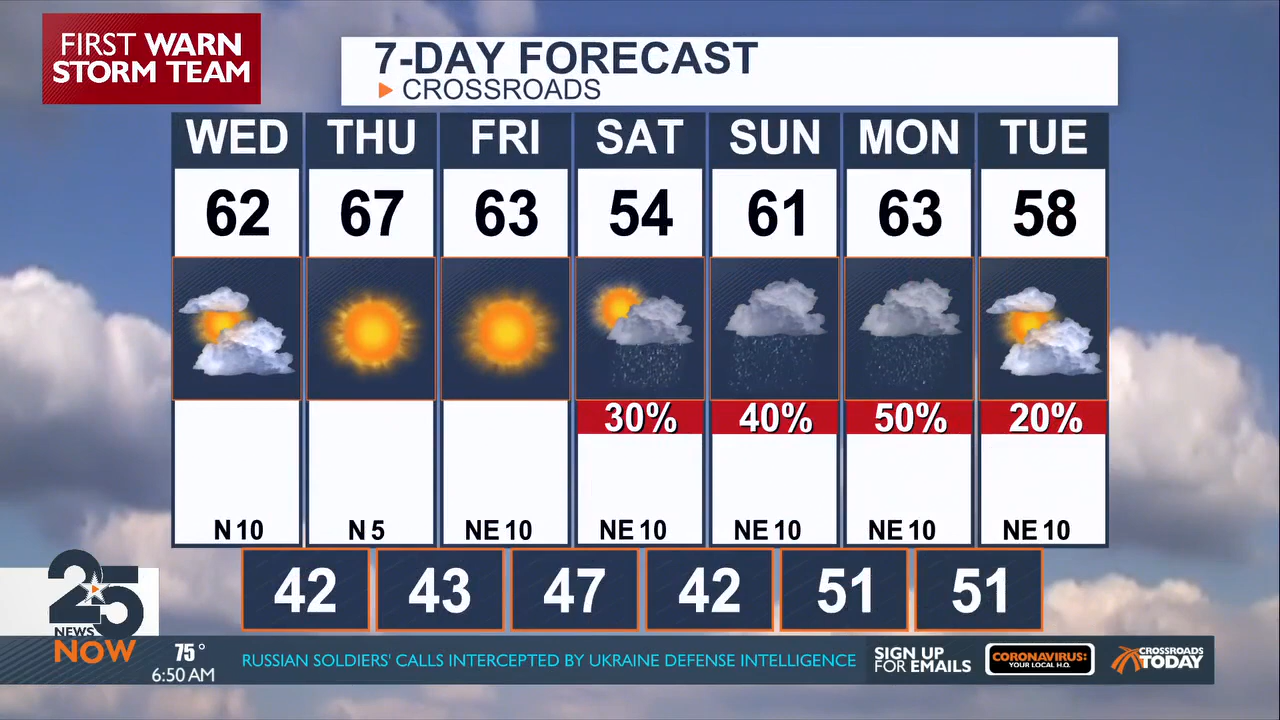 FIRST WARN
STORM TEAM
7-DAY FORECAST
CROSSROADS
WED THU FRI SAT SUN MON TUE
62 67 63 54 61 63 58
30% 40% 50% 20%
N 10 N 5 NE 10 NE 10 NE 10 NE 10 NE 10
42 43 47 42 51 51
25
NEWS
NOW
75°
6:50 AM
RUSSIAN SOLDIERS' CALLS INTERCEPTED BY UKRAINE DEFENSE INTELLIGENCE
SIGN UP
FOR EMAILS
CORONAVIRUS:
YOUR LOCAL H.Q.
CROSSROADS
TODAY